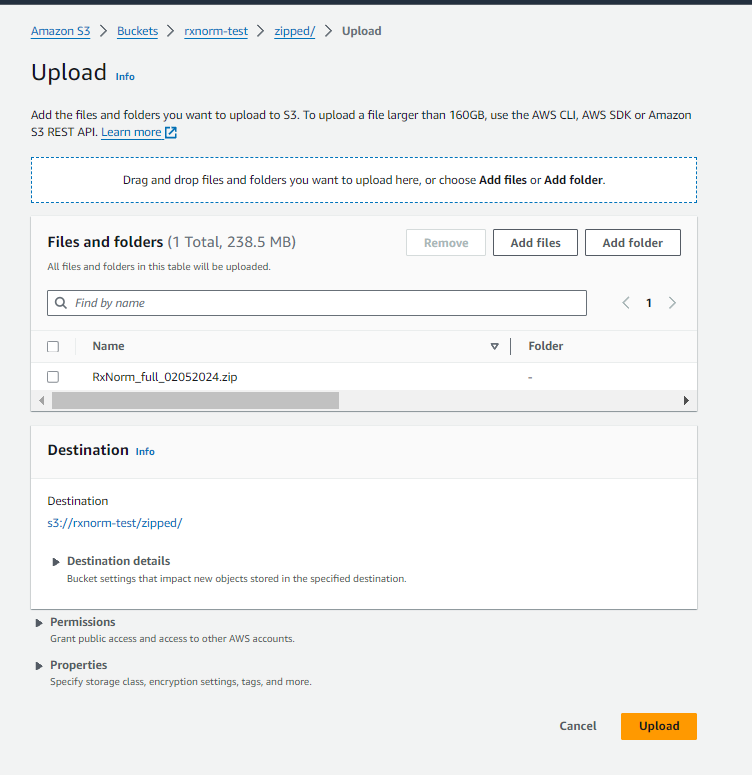 Amazon S3 > Buckets > rxnorm-test > zipped/ > Upload
Upload Info
Add the files and folders you want to upload to S3. To upload a file larger than 160GB, use the AWS CLI, AWS SDK or Amazon
S3 REST API. Learn more
Drag and drop files and folders you want to upload here, or choose Add files or Add folder.
Files and folders (1 Total, 238.5 MB)
Remove
Add files
Add folder
All files and folders in this table will be uploaded.
Find by name
1
Name
Folder
RxNorm_full_02052024.zip
-
Destination Info
Destination
s3://rxnorm-test/zipped/
Destination details
Bucket settings that impact new objects stored in the specified destination.
Permissions
Grant public access and access to other AWS accounts.
Properties
Specify storage class, encryption settings, tags, and more.
Cancel
Upload